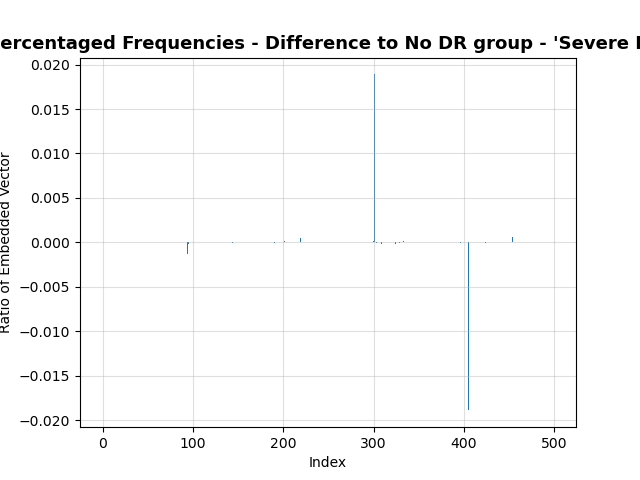 ercentaged Frequencies - Difference to No DR group - 'Severe
0.020
0.015
0.010
0.005
0.000
−0.005
−0.010
−0.015
−0.020
Ratio of Embedded Vector
0 100 200 300 400 500
Index